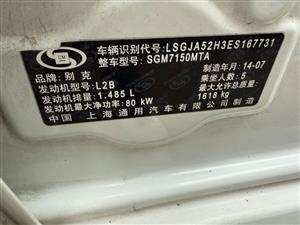 车辆识别代号: LSGJA52H3ES167731
整车型号: SGM7150MTA
品牌: 别克
制造年月: 14-07
发动机型号: L2B
乘坐人数: 5
发动机排量: 1.485 L
最大允许总质量:
发动机最大净功率: 80 kW
1618 kg
中国 上海通用汽车有限公司